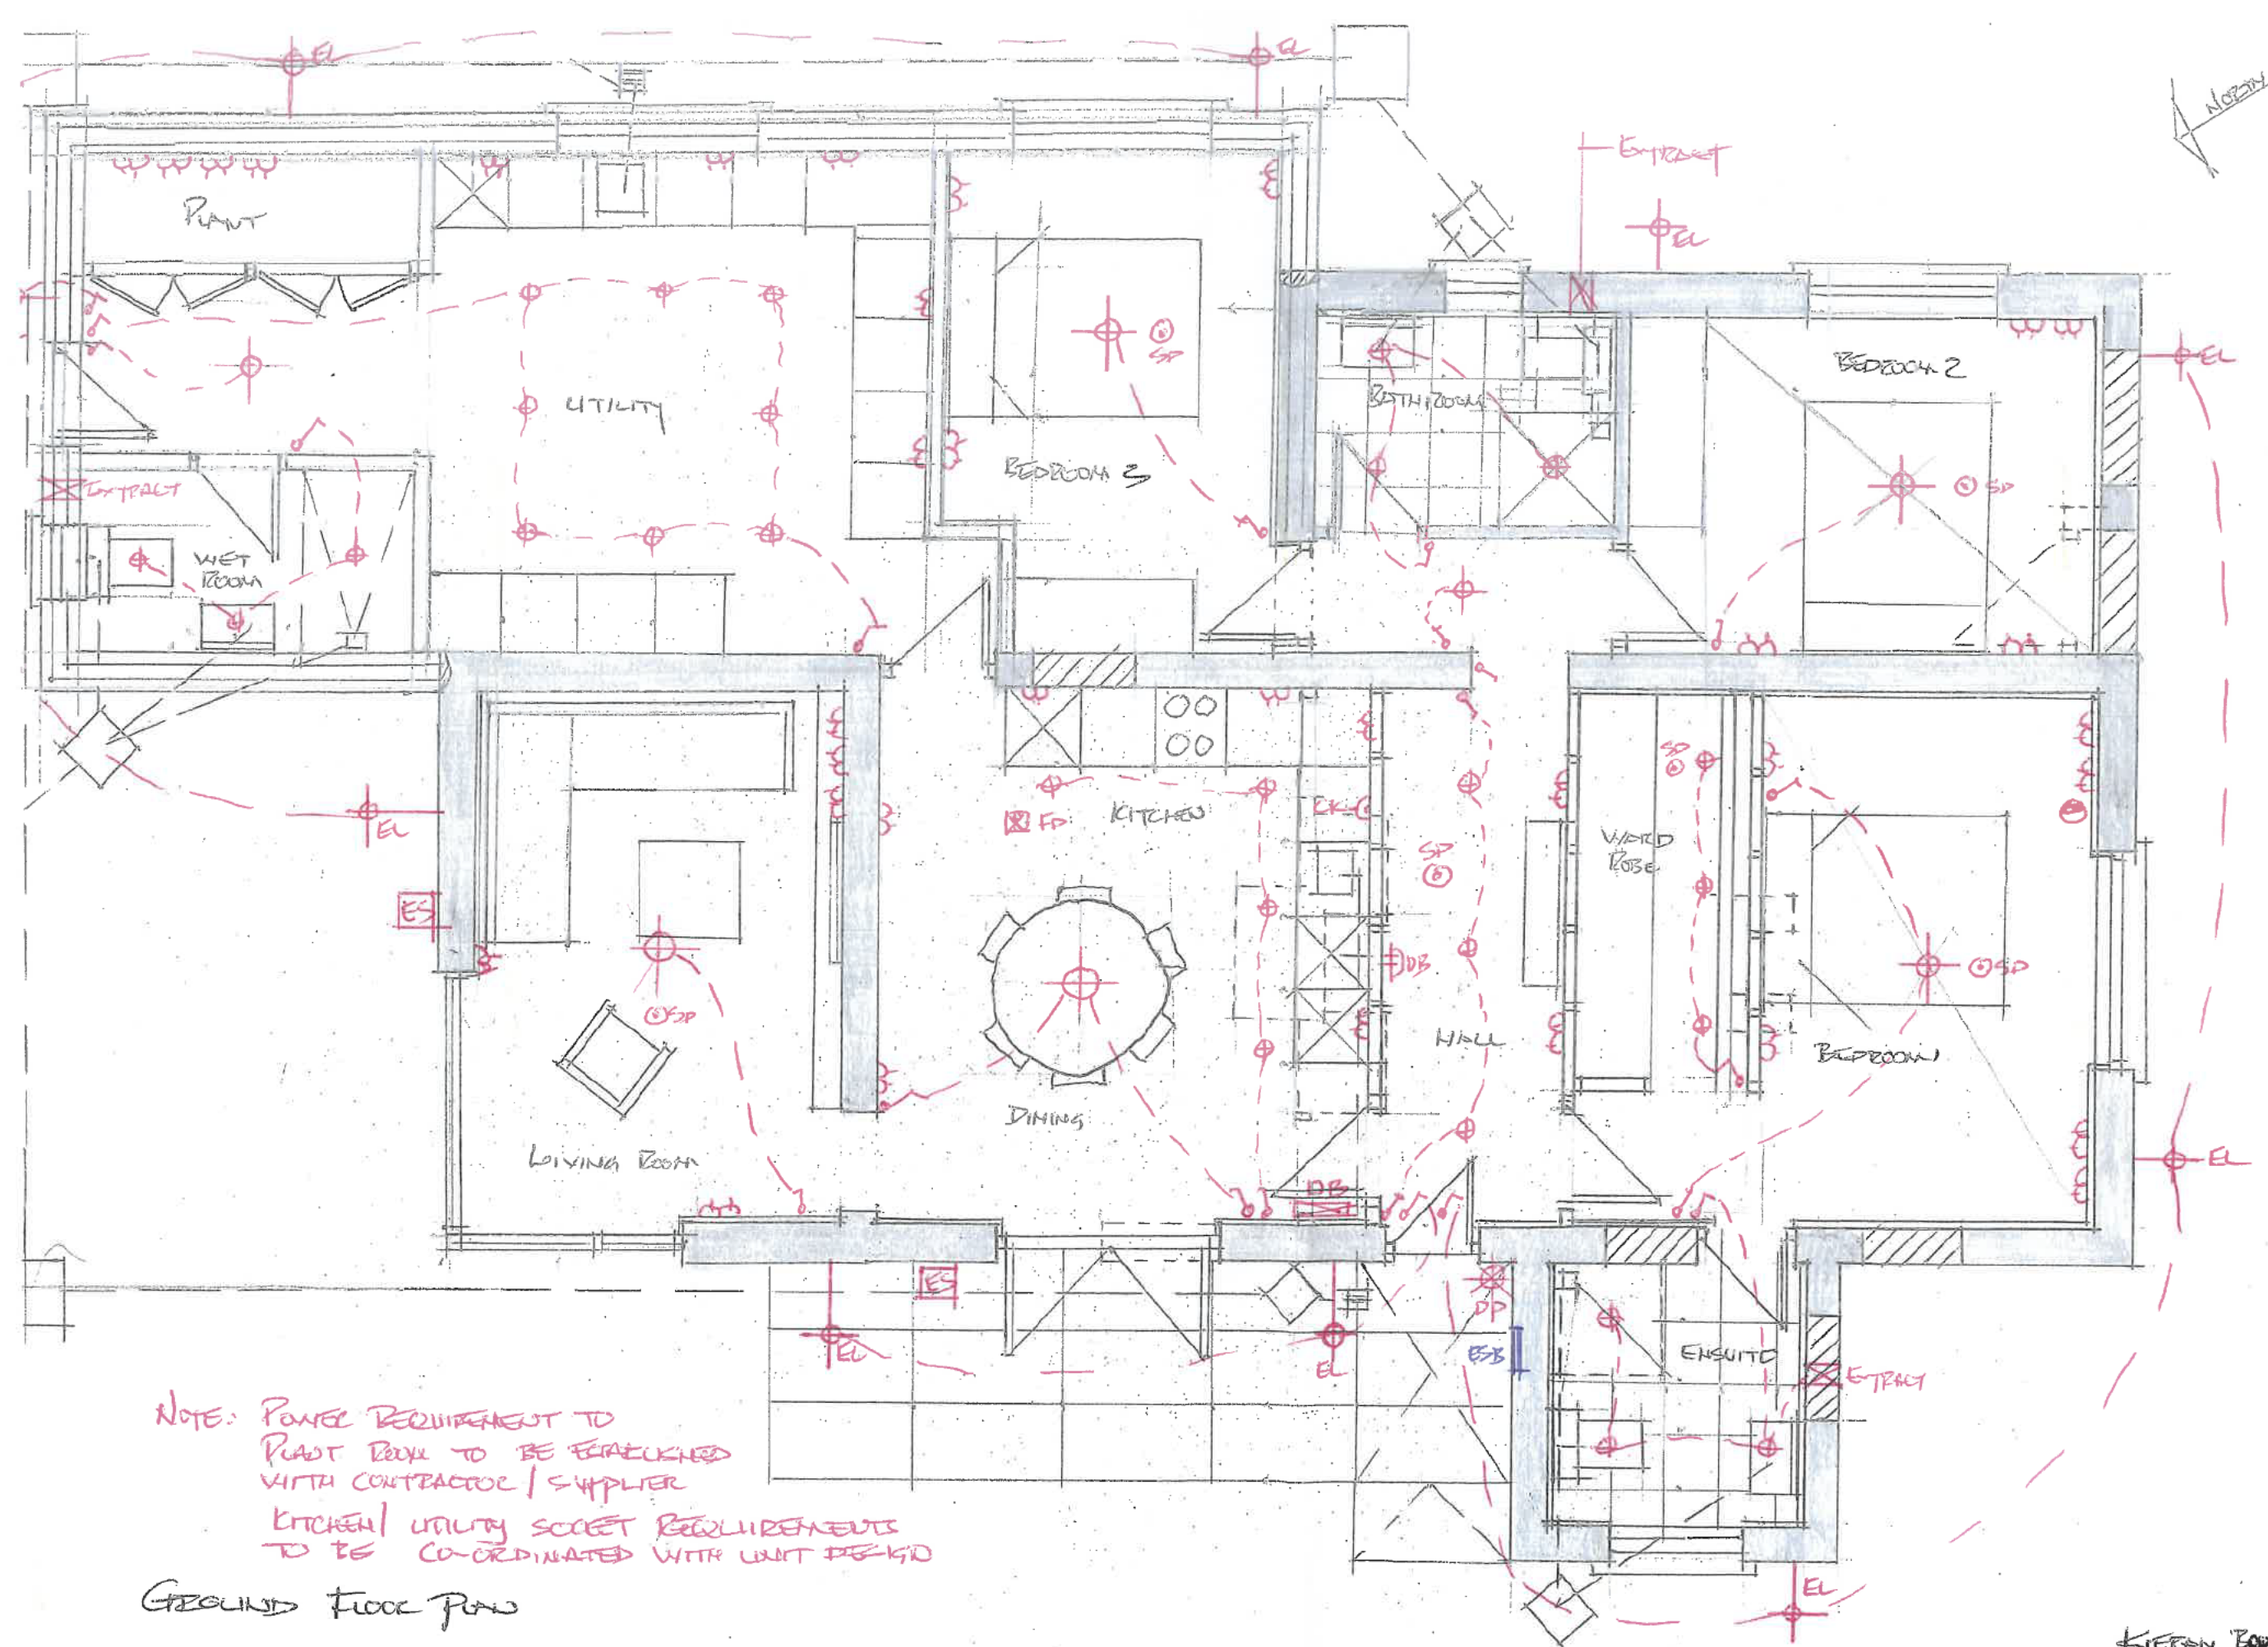 EL
EL
NORTH
EXTRACT
EL
PLANT
BEDROOM 2
EL
SP
UTILITY
BATHROOM
BEDROOM 3
SP
EXTRACT
WET
ROOM
SP
KITCHEN
FP
CK
EL
WARD
ROBE
SP
ES
DB
SP
SP
HALL
BEDROOM 1
DINING
LIVING ROOM
EL
DB
ES
DP
EL
EL
ESB
ENSUITE
EXTRACT
NOTE: POWER REQUIREMENT TO
PLANT ROOM TO BE ESTABLISHED
WITH CONTRACTOR / SUPPLIER
KITCHEN / UTILITY SOCKET REQUIREMENTS
TO BE CO-ORDINATED WITH UNIT DESIGN
EL
GROUND FLOOR PLAN